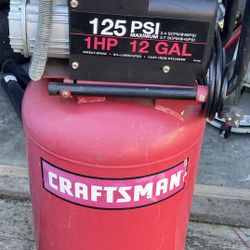 125 PSI
MAXIMUM
1HP 12 GAL
CRAFTSMAN